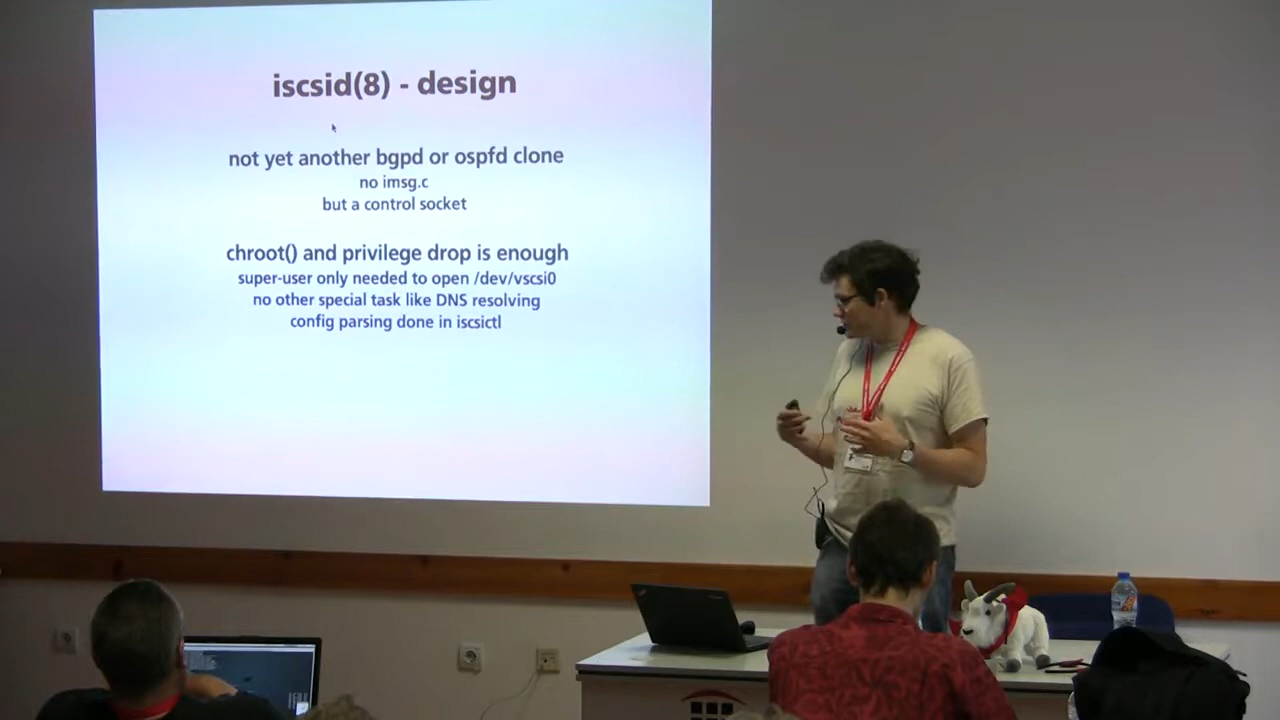 iscsid(8) - design
not yet another bgpd or ospfd clone
no imsg.c
but a control socket
chroot() and privilege drop is enough
super-user only needed to open /dev/vscsi0
no other special task like DNS resolving
config parsing done in iscsictl